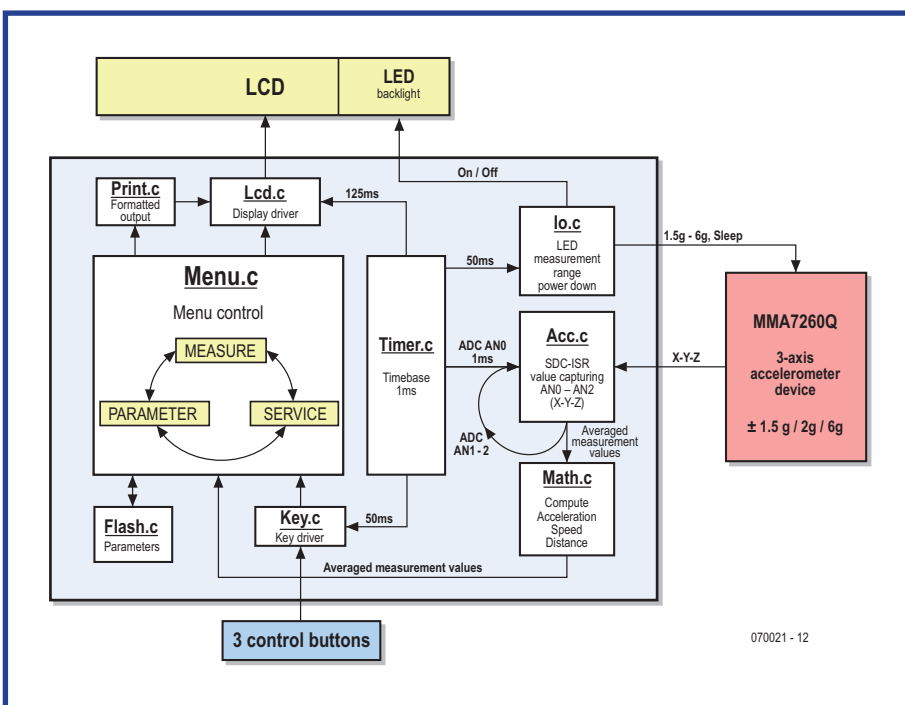 LCD
LED
backlight
On / Off
Print.c
Formatted
output
Lcd.c
Display driver
125ms
Io.c
LED
measurement
range
power down
1.5g - 6g, Sleep
50ms
Menu.c
Menu control
MEASURE
PARAMETER
SERVICE
Timer.c
Timebase
1ms
ADC AN0
1ms
Acc.c
SDC-ISR
value capturing
AN0 – AN2
(X-Y-Z)
X-Y-Z
MMA7260Q
3-axis
accelerometer
device
± 1.5 g / 2g / 6g
ADC
AN1 - 2
Averaged
measurement
values
Math.c
Compute
Acceleration
Speed
Distance
Flash.c
Parameters
Key.c
Key driver
50ms
Averaged measurement values
3 control buttons
070021 - 12